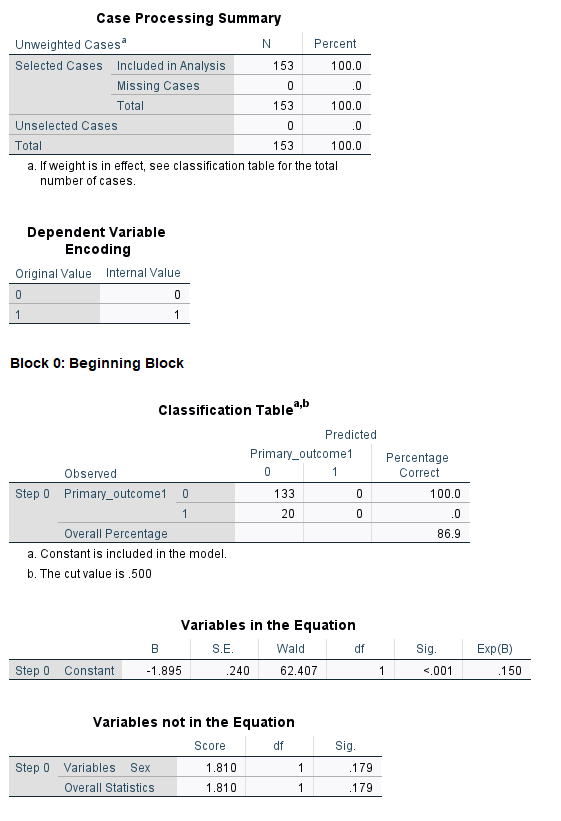 Case Processing Summary
Unweighted Cases^a N Percent
Selected Cases Included in Analysis 153 100.0
Missing Cases 0 .0
Total 153 100.0
Unselected Cases 0 .0
Total 153 100.0
a. If weight is in effect, see classification table for the total
number of cases.
Dependent Variable
Encoding
Original Value Internal Value
0 0
1 1
Block 0: Beginning Block
Classification Table^a,b
Predicted
Primary_outcome1 Percentage
Observed 0 1 Correct
Step 0 Primary_outcome1 0 133 0 100.0
1 20 0 .0
Overall Percentage 86.9
a. Constant is included in the model.
b. The cut value is .500
Variables in the Equation
B S.E. Wald df Sig. Exp(B)
Step 0 Constant -1.895 .240 62.407 1 <.001 .150
Variables not in the Equation
Score df Sig.
Step 0 Variables Sex 1.810 1 .179
Overall Statistics 1.810 1 .179